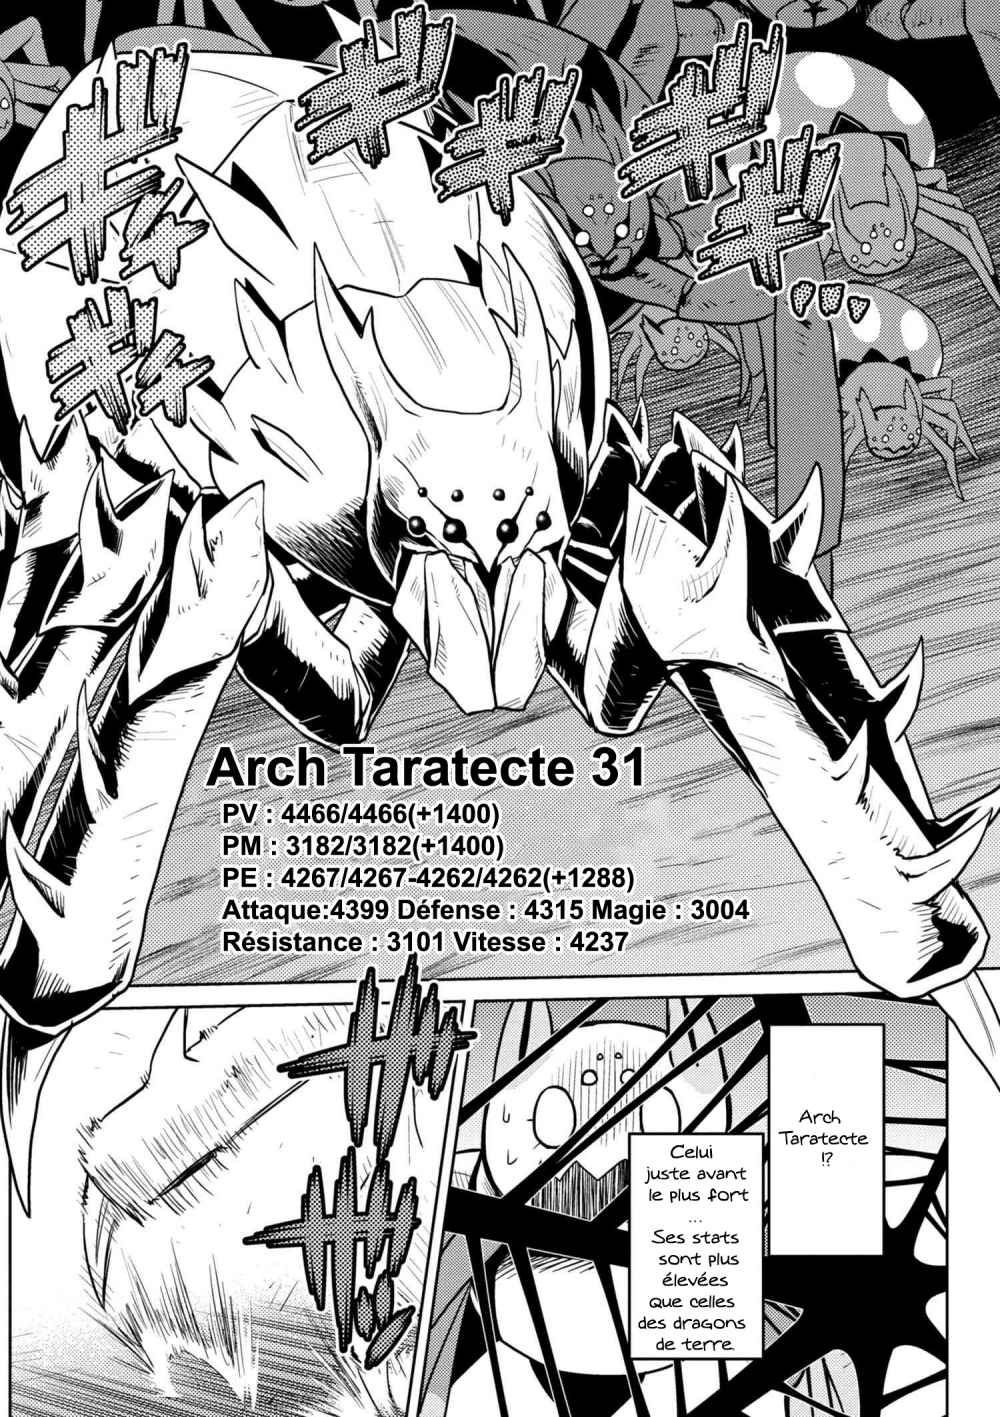 ギギギギギギギ…
Arch Taratecte 31
PV : 4466/4466(+1400)
PM : 3182/3182(+1400)
PE : 4267/4267-4262/4262(+1288)
Attaque:4399 Défense : 4315 Magie : 3004
Résistance : 3101 Vitesse : 4237
Arch
Taratecte
!?
Celui
juste avant
le plus fort
...
Ses stats
sont plus
élevées
que celles
des dragons
de terre.